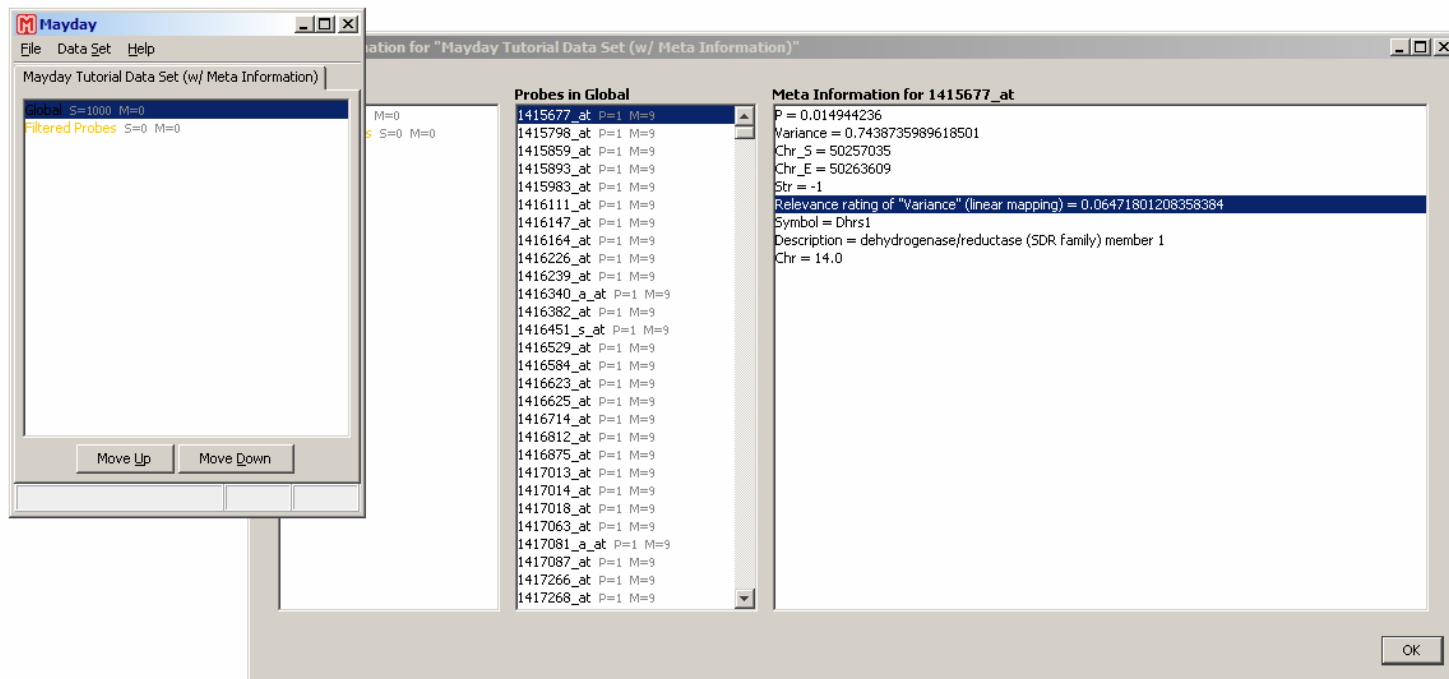 Mayday
File Data Set Help
Mayday Tutorial Data Set (w/ Meta Information)
Global S=1000 M=0
Filtered Probes S=0 M=0
Move Up Move Down
for "Mayday Tutorial Data Set (w/ Meta Information)"
M=0
S=0 M=0
Probes in Global
1415677_at P=1 M=9
1415798_at P=1 M=9
1415859_at P=1 M=9
1415893_at P=1 M=9
1415983_at P=1 M=9
1416111_at P=1 M=9
1416147_at P=1 M=9
1416164_at P=1 M=9
1416226_at P=1 M=9
1416239_at P=1 M=9
1416340_a_at P=1 M=9
1416382_at P=1 M=9
1416451_s_at P=1 M=9
1416529_at P=1 M=9
1416584_at P=1 M=9
1416623_at P=1 M=9
1416625_at P=1 M=9
1416714_at P=1 M=9
1416812_at P=1 M=9
1416875_at P=1 M=9
1417013_at P=1 M=9
1417014_at P=1 M=9
1417018_at P=1 M=9
1417063_at P=1 M=9
1417081_a_at P=1 M=9
1417087_at P=1 M=9
1417266_at P=1 M=9
1417268_at P=1 M=9
Meta Information for 1415677_at
P = 0.014944236
Variance = 0.7438735989618501
Chr_S = 50257035
Chr_E = 50263609
Str = -1
Relevance rating of "Variance" (linear mapping) = 0.06471801208358384
Symbol = Dhrs1
Description = dehydrogenase/reductase (SDR family) member 1
Chr = 14.0
OK